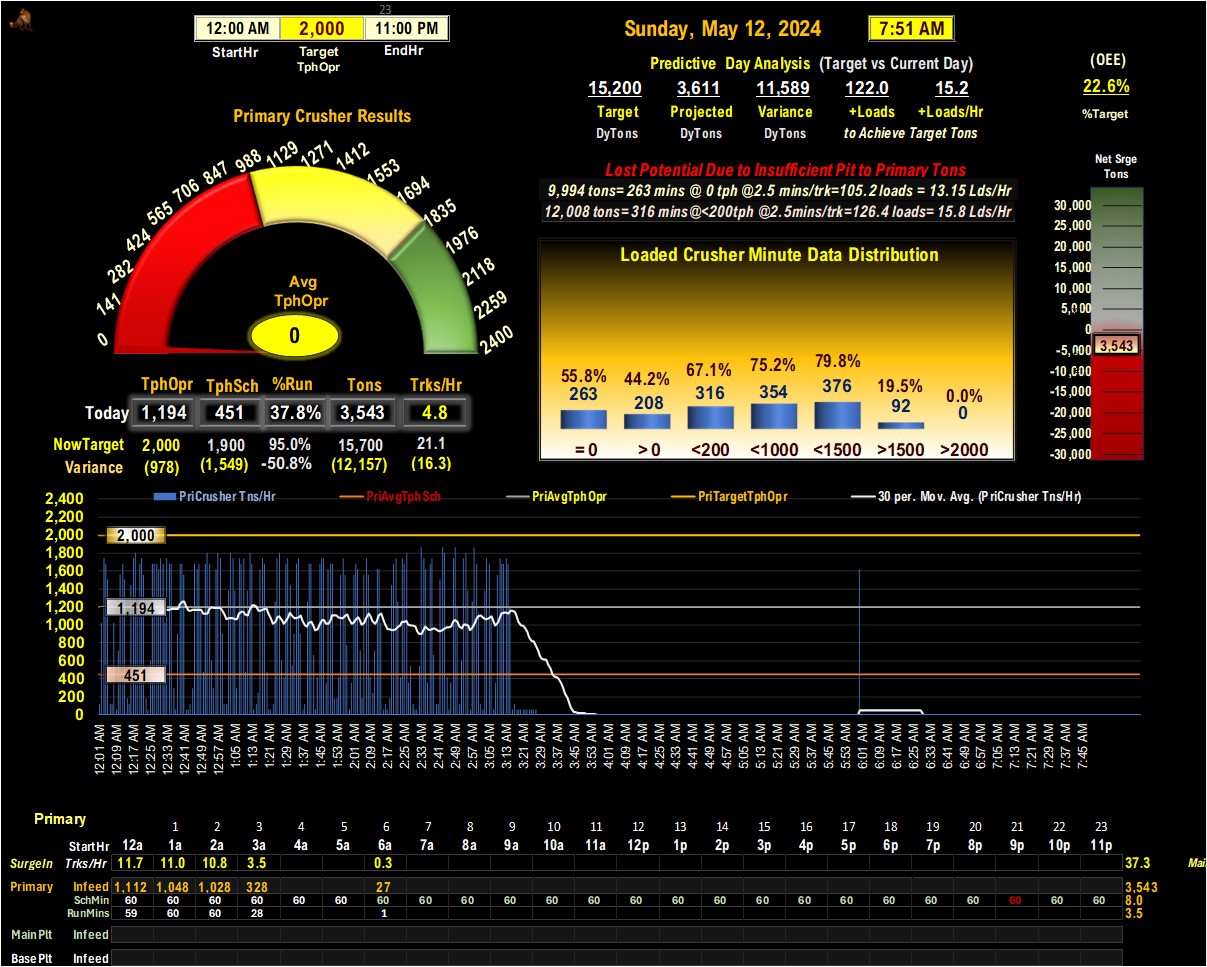 23
12:00 AM 2,000 11:00 PM
StartHr Target TphOpr EndHr
Sunday, May 12, 2024 7:51 AM
Predictive Day Analysis (Target vs Current Day)
15,200 3,611 11,589 122.0 15.2
Target Projected Variance +Loads +Loads/Hr
DyTons DyTons DyTons to Achieve Target Tons
(OEE)
22.6%
%Target
Primary Crusher Results
0 141 282 424 565 706 847 988 1129 1271 1412 1553 1694 1835 1976 2118 2259 2400
Avg
TphOpr
0
Lost Potential Due to Insufficient Pit to Primary Tons
9,994 tons= 263 mins @ 0 tph @2.5 mins/trk=105.2 loads = 13.15 Lds/Hr
12,008 tons= 316 mins @<200tph @2.5mins/trk=126.4 loads= 15.8 Lds/Hr
Net Srge
Tons
30,000
25,000
20,000
15,000
10,000
5,000
0
-5,000
3,543
-10,000
-15,000
-20,000
-25,000
-30,000
Loaded Crusher Minute Data Distribution
55.8% 44.2% 67.1% 75.2% 79.8% 19.5% 0.0%
263 208 316 354 376 92 0
= 0 > 0 <200 <1000 <1500 >1500 >2000
TphOpr TphSch %Run Tons Trks/Hr
Today 1,194 451 37.8% 3,543 4.8
NowTarget 2,000 1,900 95.0% 15,700 21.1
Variance (978) (1,549) -50.8% (12,157) (16.3)
PriCrusher Tns/Hr PriAvgTphSch PriAvgTphOpr PriTargetTphOpr 30 per. Mov. Avg. (PriCrusher Tns/Hr)
2,400
2,200
2,000
2,000
1,800
1,600
1,400
1,200
1,194
1,000
800
600
400
451
200
0
12:01 AM 12:09 AM 12:17 AM 12:25 AM 12:33 AM 12:41 AM 12:49 AM 12:57 AM 1:05 AM 1:13 AM 1:21 AM 1:29 AM 1:37 AM 1:45 AM 1:53 AM 2:01 AM 2:09 AM 2:17 AM 2:25 AM 2:33 AM 2:41 AM 2:49 AM 2:57 AM 3:05 AM 3:13 AM 3:21 AM 3:29 AM 3:37 AM 3:45 AM 3:53 AM 4:01 AM 4:09 AM 4:17 AM 4:25 AM 4:33 AM 4:41 AM 4:49 AM 4:57 AM 5:05 AM 5:13 AM 5:21 AM 5:29 AM 5:37 AM 5:45 AM 5:53 AM 6:01 AM 6:09 AM 6:17 AM 6:25 AM 6:33 AM 6:41 AM 6:49 AM 6:57 AM 7:05 AM 7:13 AM 7:21 AM 7:29 AM 7:37 AM 7:45 AM
Primary
1 2 3 4 5 6 7 8 9 10 11 12 13 14 15 16 17 18 19 20 21 22 23
StartHr 12a 1a 2a 3a 4a 5a 6a 7a 8a 9a 10a 11a 12p 1p 2p 3p 4p 5p 6p 7p 8p 9p 10p 11p
SurgeIn Trks/Hr 11.7 11.0 10.8 3.5 0.3 37.3
Primary Infeed 1,112 1,048 1,028 328 27 3,543
SchMin 60 60 60 60 60 60 60 60 60 60 60 60 60 60 60 60 60 60 60 60 60 60 60 60 8.0
RunMins 59 60 60 28 1 3.5
MainPlt Infeed
BasePlt Infeed